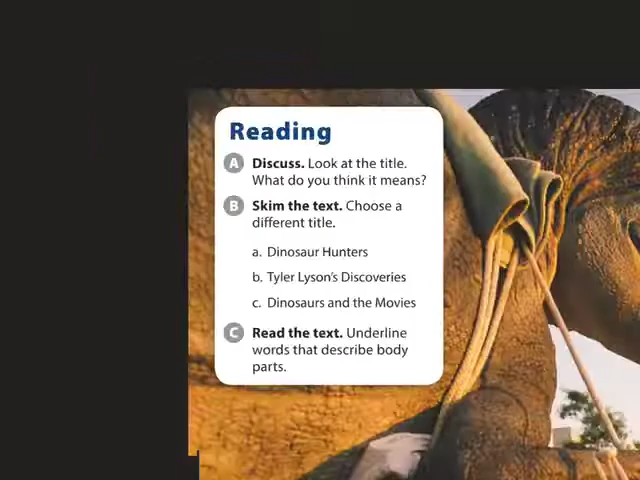 Reading
A Discuss. Look at the title.
What do you think it means?
B Skim the text. Choose a
different title.
a. Dinosaur Hunters
b. Tyler Lyson's Discoveries
c. Dinosaurs and the Movies
C Read the text. Underline
words that describe body
parts.